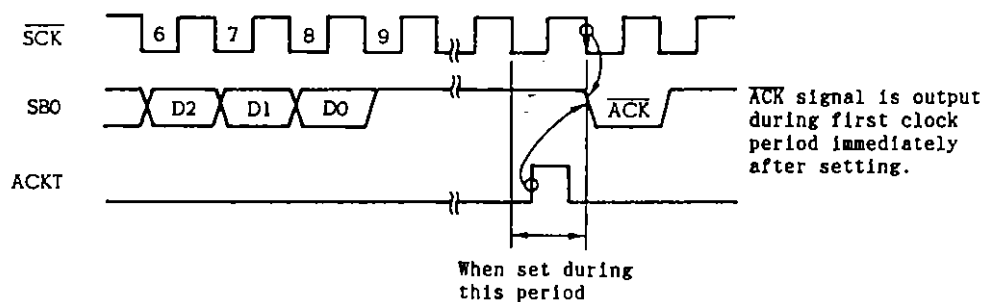 SCK
6 7 8 9
SB0
D2 D1 D0 ACK
ACK signal is output
during first clock
period immediately
after setting.
ACKT
When set during
this period